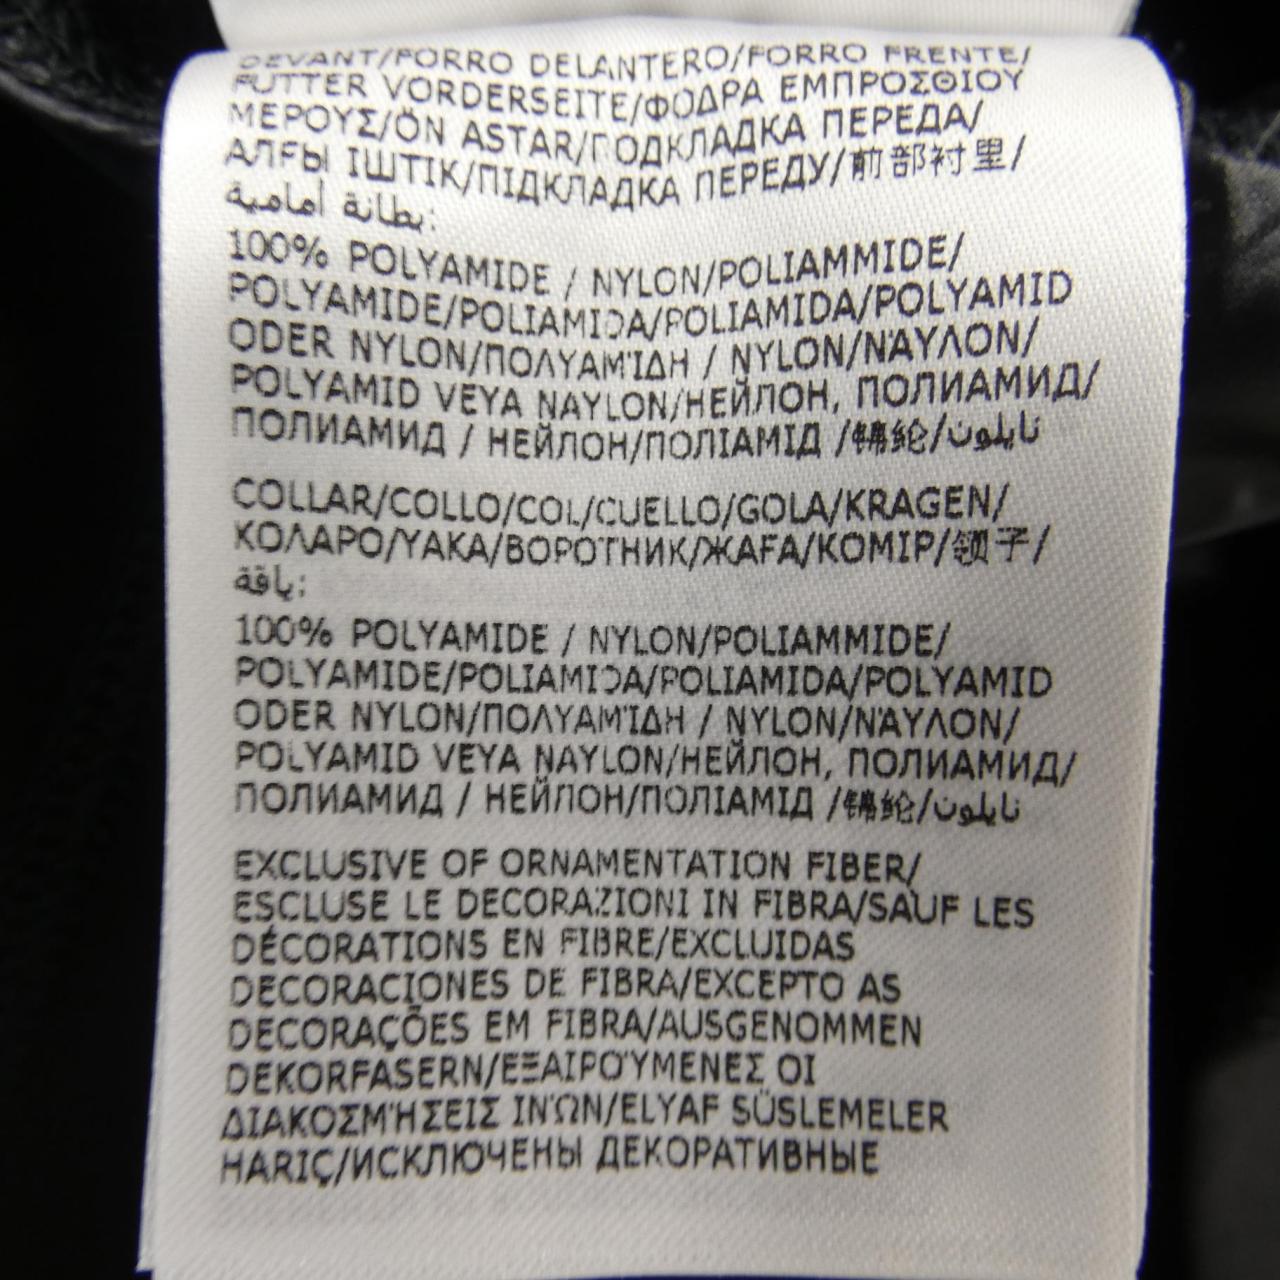 DEVANT/FORRO DELANTERO/FORRO FRENTE/
FUTTER VORDERSEITE/ΦΟΔΡΑ ΕΜΠΡΟΣΘΙΟΥ
ΜΕΡΟΥΣ/ÖN ASTAR/ПОДКЛАДКА ПЕРЕДА/
АЛҒЫ ІШТІК/ПІДКЛАДКА ПЕРЕДУ/前部衬里/
بطانة أمامية:
100% POLYAMIDE / NYLON/POLIAMMIDE/
POLYAMIDE/POLIAMIDA/POLIAMIDA/POLYAMID
ODER NYLON/ΠΟΛΥΑΜΊΔΗ / NYLON/ΝΆΥΛΟΝ/
POLYAMID VEYA NAYLON/НЕЙЛОН, ПОЛИАМИД/
ПОЛИАМИД / НЕЙЛОН/ПОЛІАМІД /锦纶/نايلون
COLLAR/COLLO/COL/CUELLO/GOLA/KRAGEN/
ΚΟΛΑΡΟ/YAKA/ВОРОТНИК/ЖАҒА/КОМІР/领子/
ياقة:
100% POLYAMIDE / NYLON/POLIAMMIDE/
POLYAMIDE/POLIAMIDA/POLIAMIDA/POLYAMID
ODER NYLON/ΠΟΛΥΑΜΊΔΗ / NYLON/ΝΆΥΛΟΝ/
POLYAMID VEYA NAYLON/НЕЙЛОН, ПОЛИАМИД/
ПОЛИАМИД / НЕЙЛОН/ПОЛІАМІД /锦纶/نايلون
EXCLUSIVE OF ORNAMENTATION FIBER/
ESCLUSE LE DECORAZIONI IN FIBRA/SAUF LES
DÉCORATIONS EN FIBRE/EXCLUIDAS
DECORACIONES DE FIBRA/EXCEPTO AS
DECORAÇÕES EM FIBRA/AUSGENOMMEN
DEKORFASERN/ΕΞΑΙΡΟΎΜΕΝΕΣ ΟΙ
ΔΙΑΚΟΣΜΉΣΕΙΣ ΙΝΏΝ/ELYAF SÜSLEMELER
HARIÇ/ИСКЛЮЧЕНЫ ДЕКОРАТИВНЫЕ